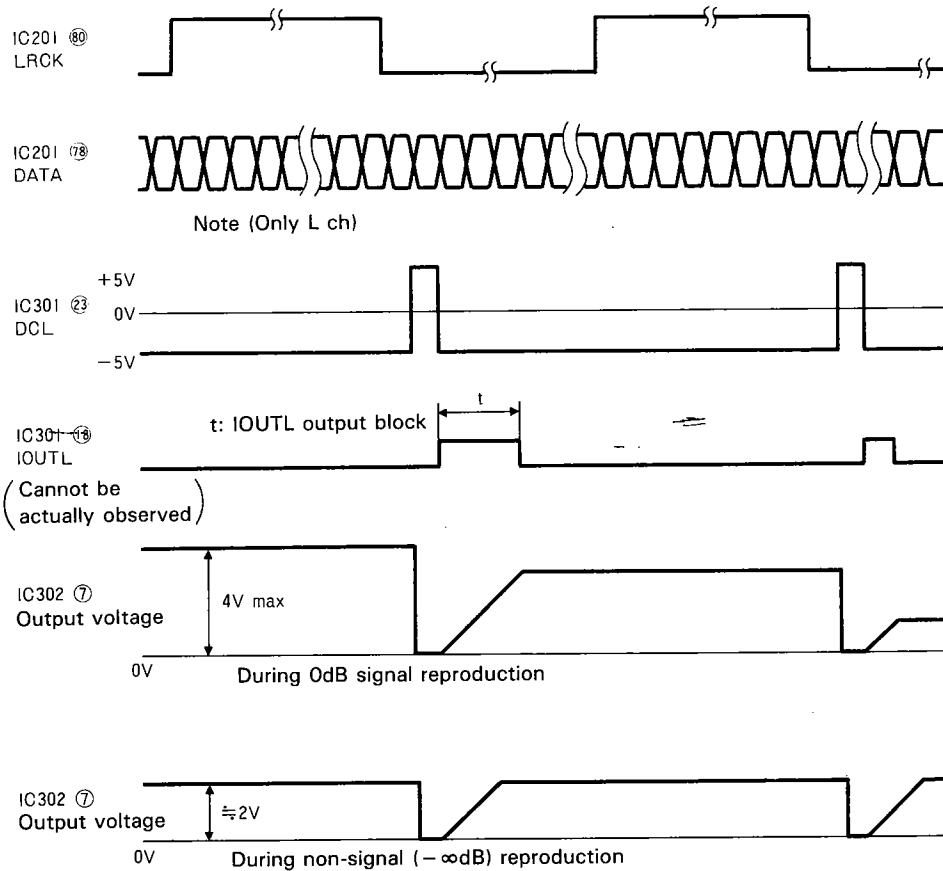 IC201 ⑧⓪
LRCK
IC201 ⑦⑧
DATA
Note (Only L ch)
+5V
IC301 ㉓
0V
DCL
−5V
t
t: IOUTL output block
IC301 ⑱
IOUTL
(Cannot be
actually observed)
IC302 ⑦
4V max
Output voltage
0V
During 0dB signal reproduction
IC302 ⑦
≒2V
Output voltage
0V
During non-signal (−∞dB) reproduction